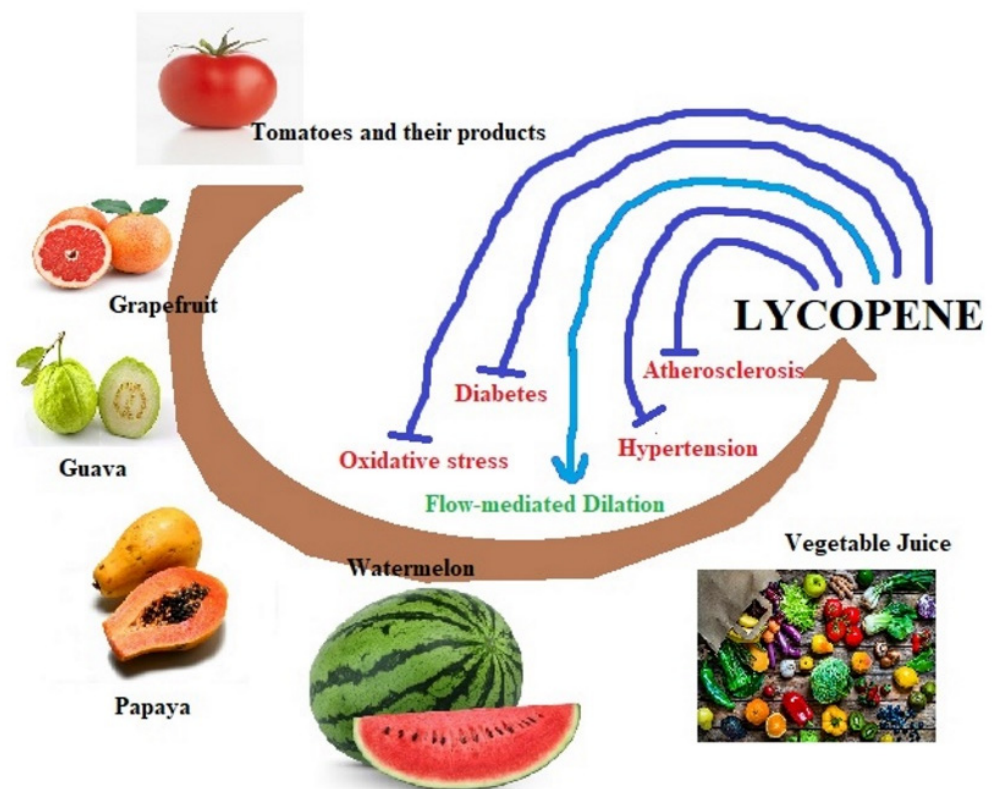 Tomatoes and their products
Grapefruit
LYCOPENE
Atherosclerosis
Diabetes
Hypertension
Oxidative stress
Guava
Flow-mediated Dilation
Vegetable Juice
Watermelon
Papaya